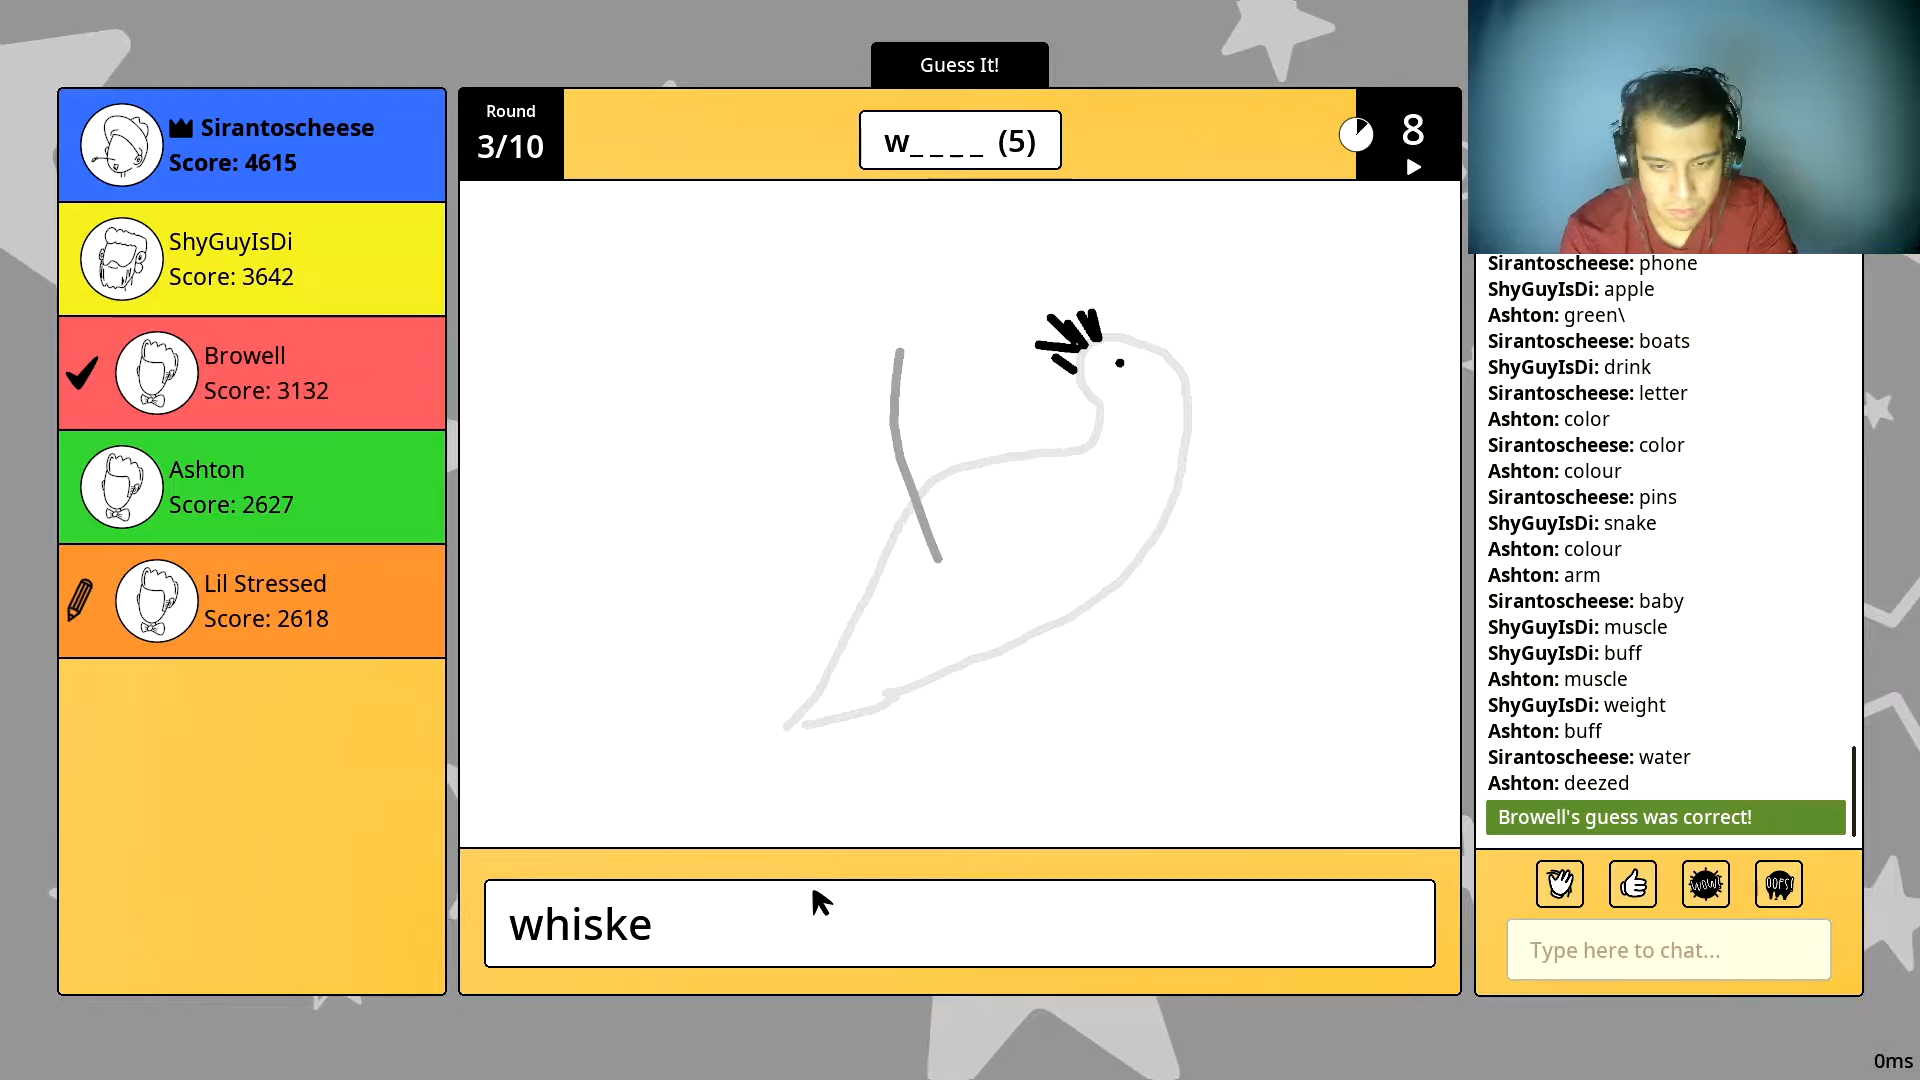 Guess It!
Round
3/10
w____ (5)
8
Sirantoscheese
Score: 4615
ShyGuyIsDi
Score: 3642
Browell
Score: 3132
Ashton
Score: 2627
Lil Stressed
Score: 2618
Sirantoscheese: phone
ShyGuyIsDi: apple
Ashton: green\
Sirantoscheese: boats
ShyGuyIsDi: drink
Sirantoscheese: letter
Ashton: color
Sirantoscheese: color
Ashton: colour
Sirantoscheese: pins
ShyGuyIsDi: snake
Ashton: colour
Ashton: arm
Sirantoscheese: baby
ShyGuyIsDi: muscle
ShyGuyIsDi: buff
Ashton: muscle
ShyGuyIsDi: weight
Ashton: buff
Sirantoscheese: water
Ashton: deezed
Browell's guess was correct!
WOW!
OOPS!
whiske
Type here to chat...
0ms